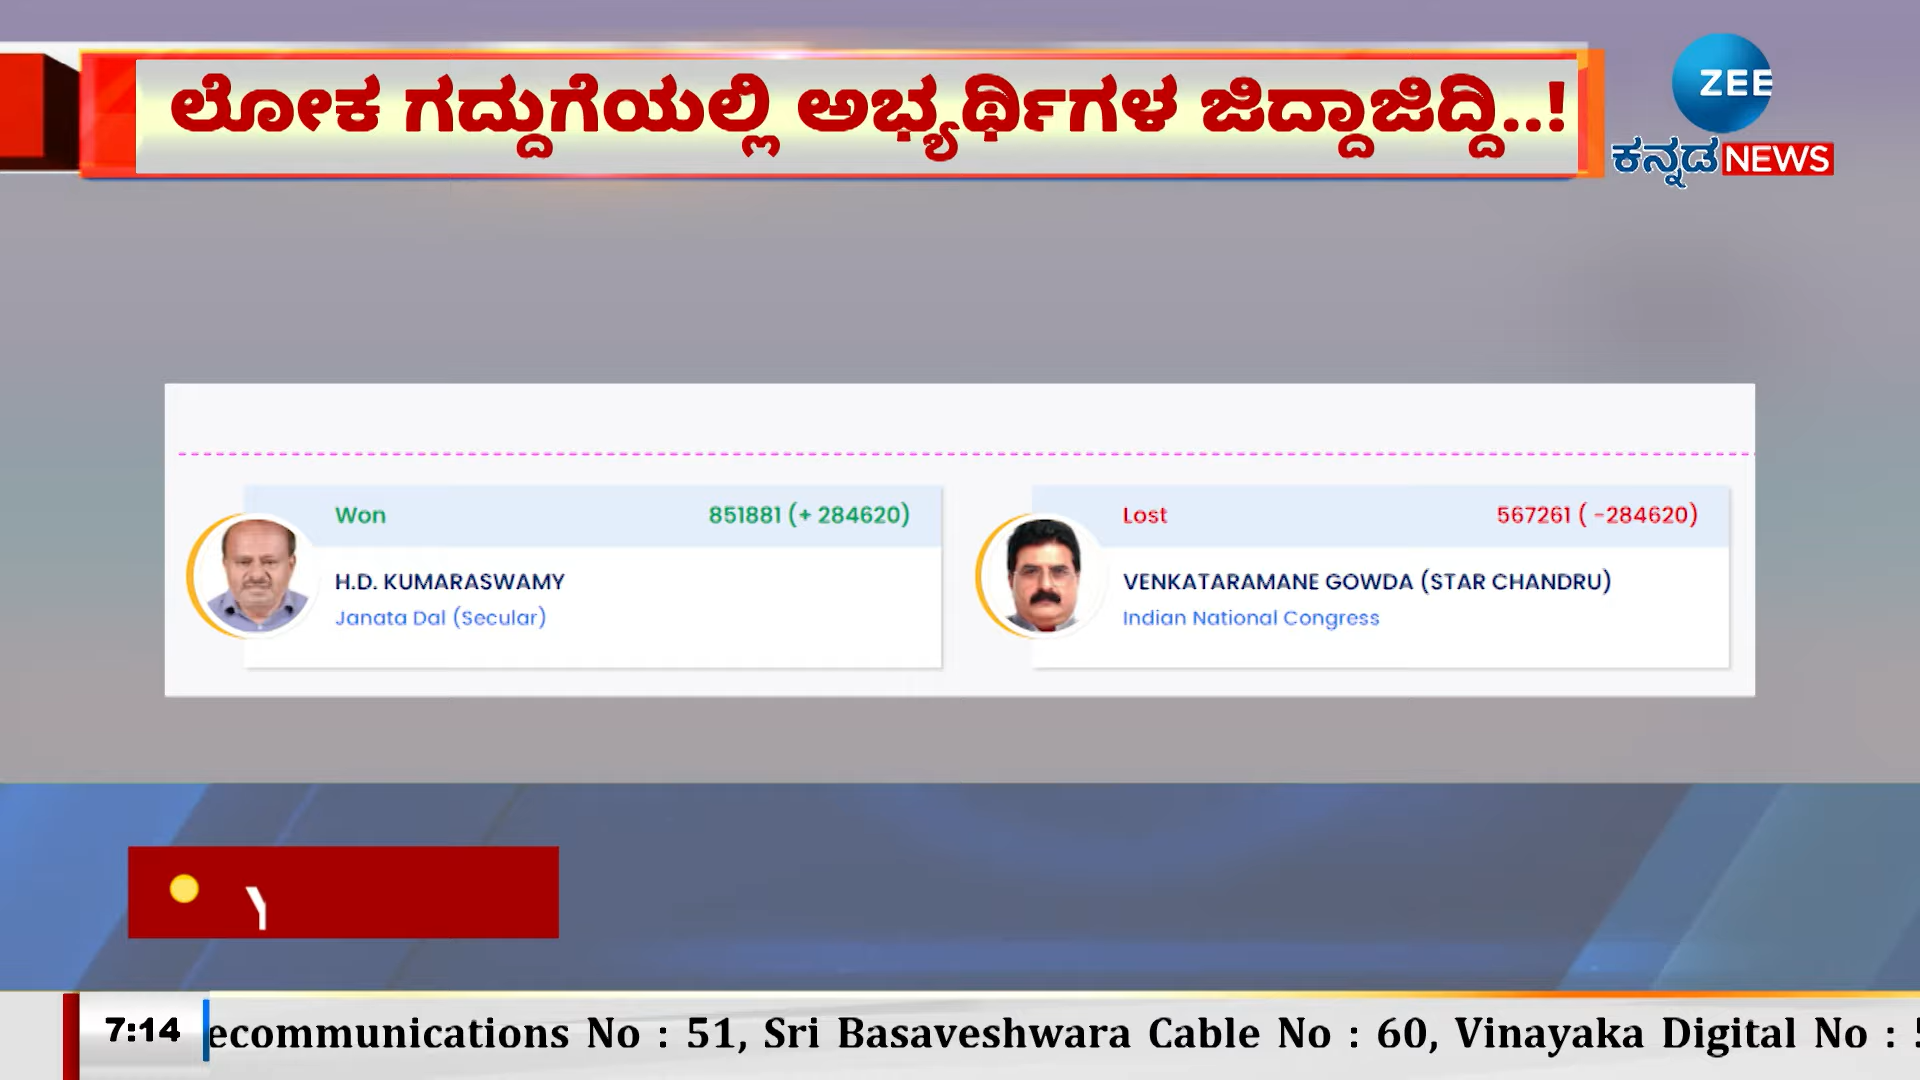 ಲೋಕ ಗದ್ದುಗೆಯಲ್ಲಿ ಅಭ್ಯರ್ಥಿಗಳ ಜಿದ್ದಾಜಿದ್ದಿ..!
ZEE
ಕನ್ನಡ NEWS
Won 851881 (+ 284620)
H.D. KUMARASWAMY
Janata Dal (Secular)
Lost 567261 ( -284620)
VENKATARAMANE GOWDA (STAR CHANDRU)
Indian National Congress
7:14 ecommunications No : 51, Sri Basaveshwara Cable No : 60, Vinayaka Digital No :